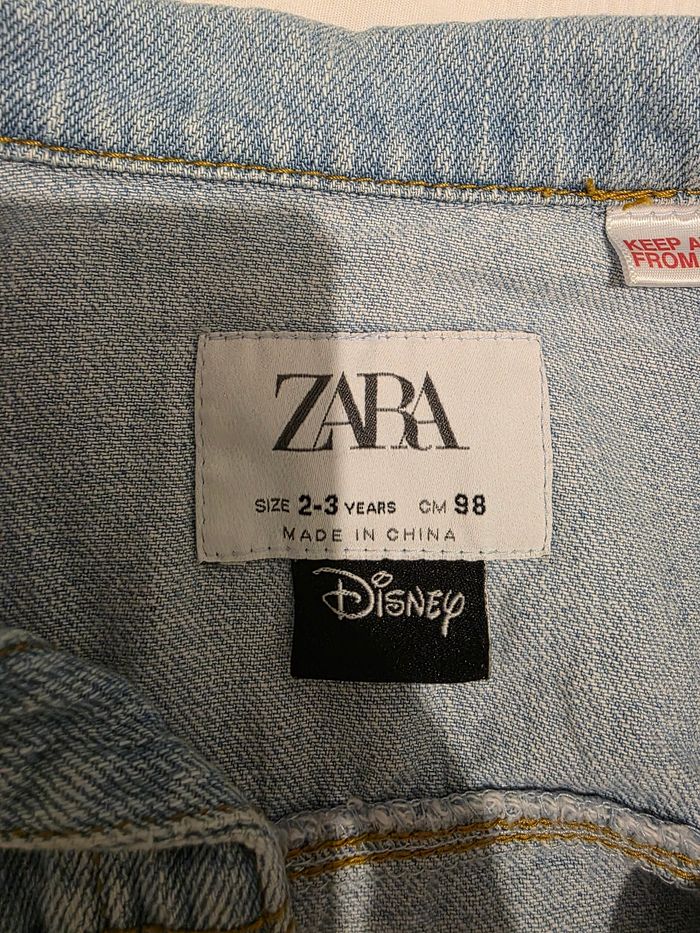 KEEP A
FROM
ZARA
SIZE 2-3 YEARS CM 98
MADE IN CHINA
Disney